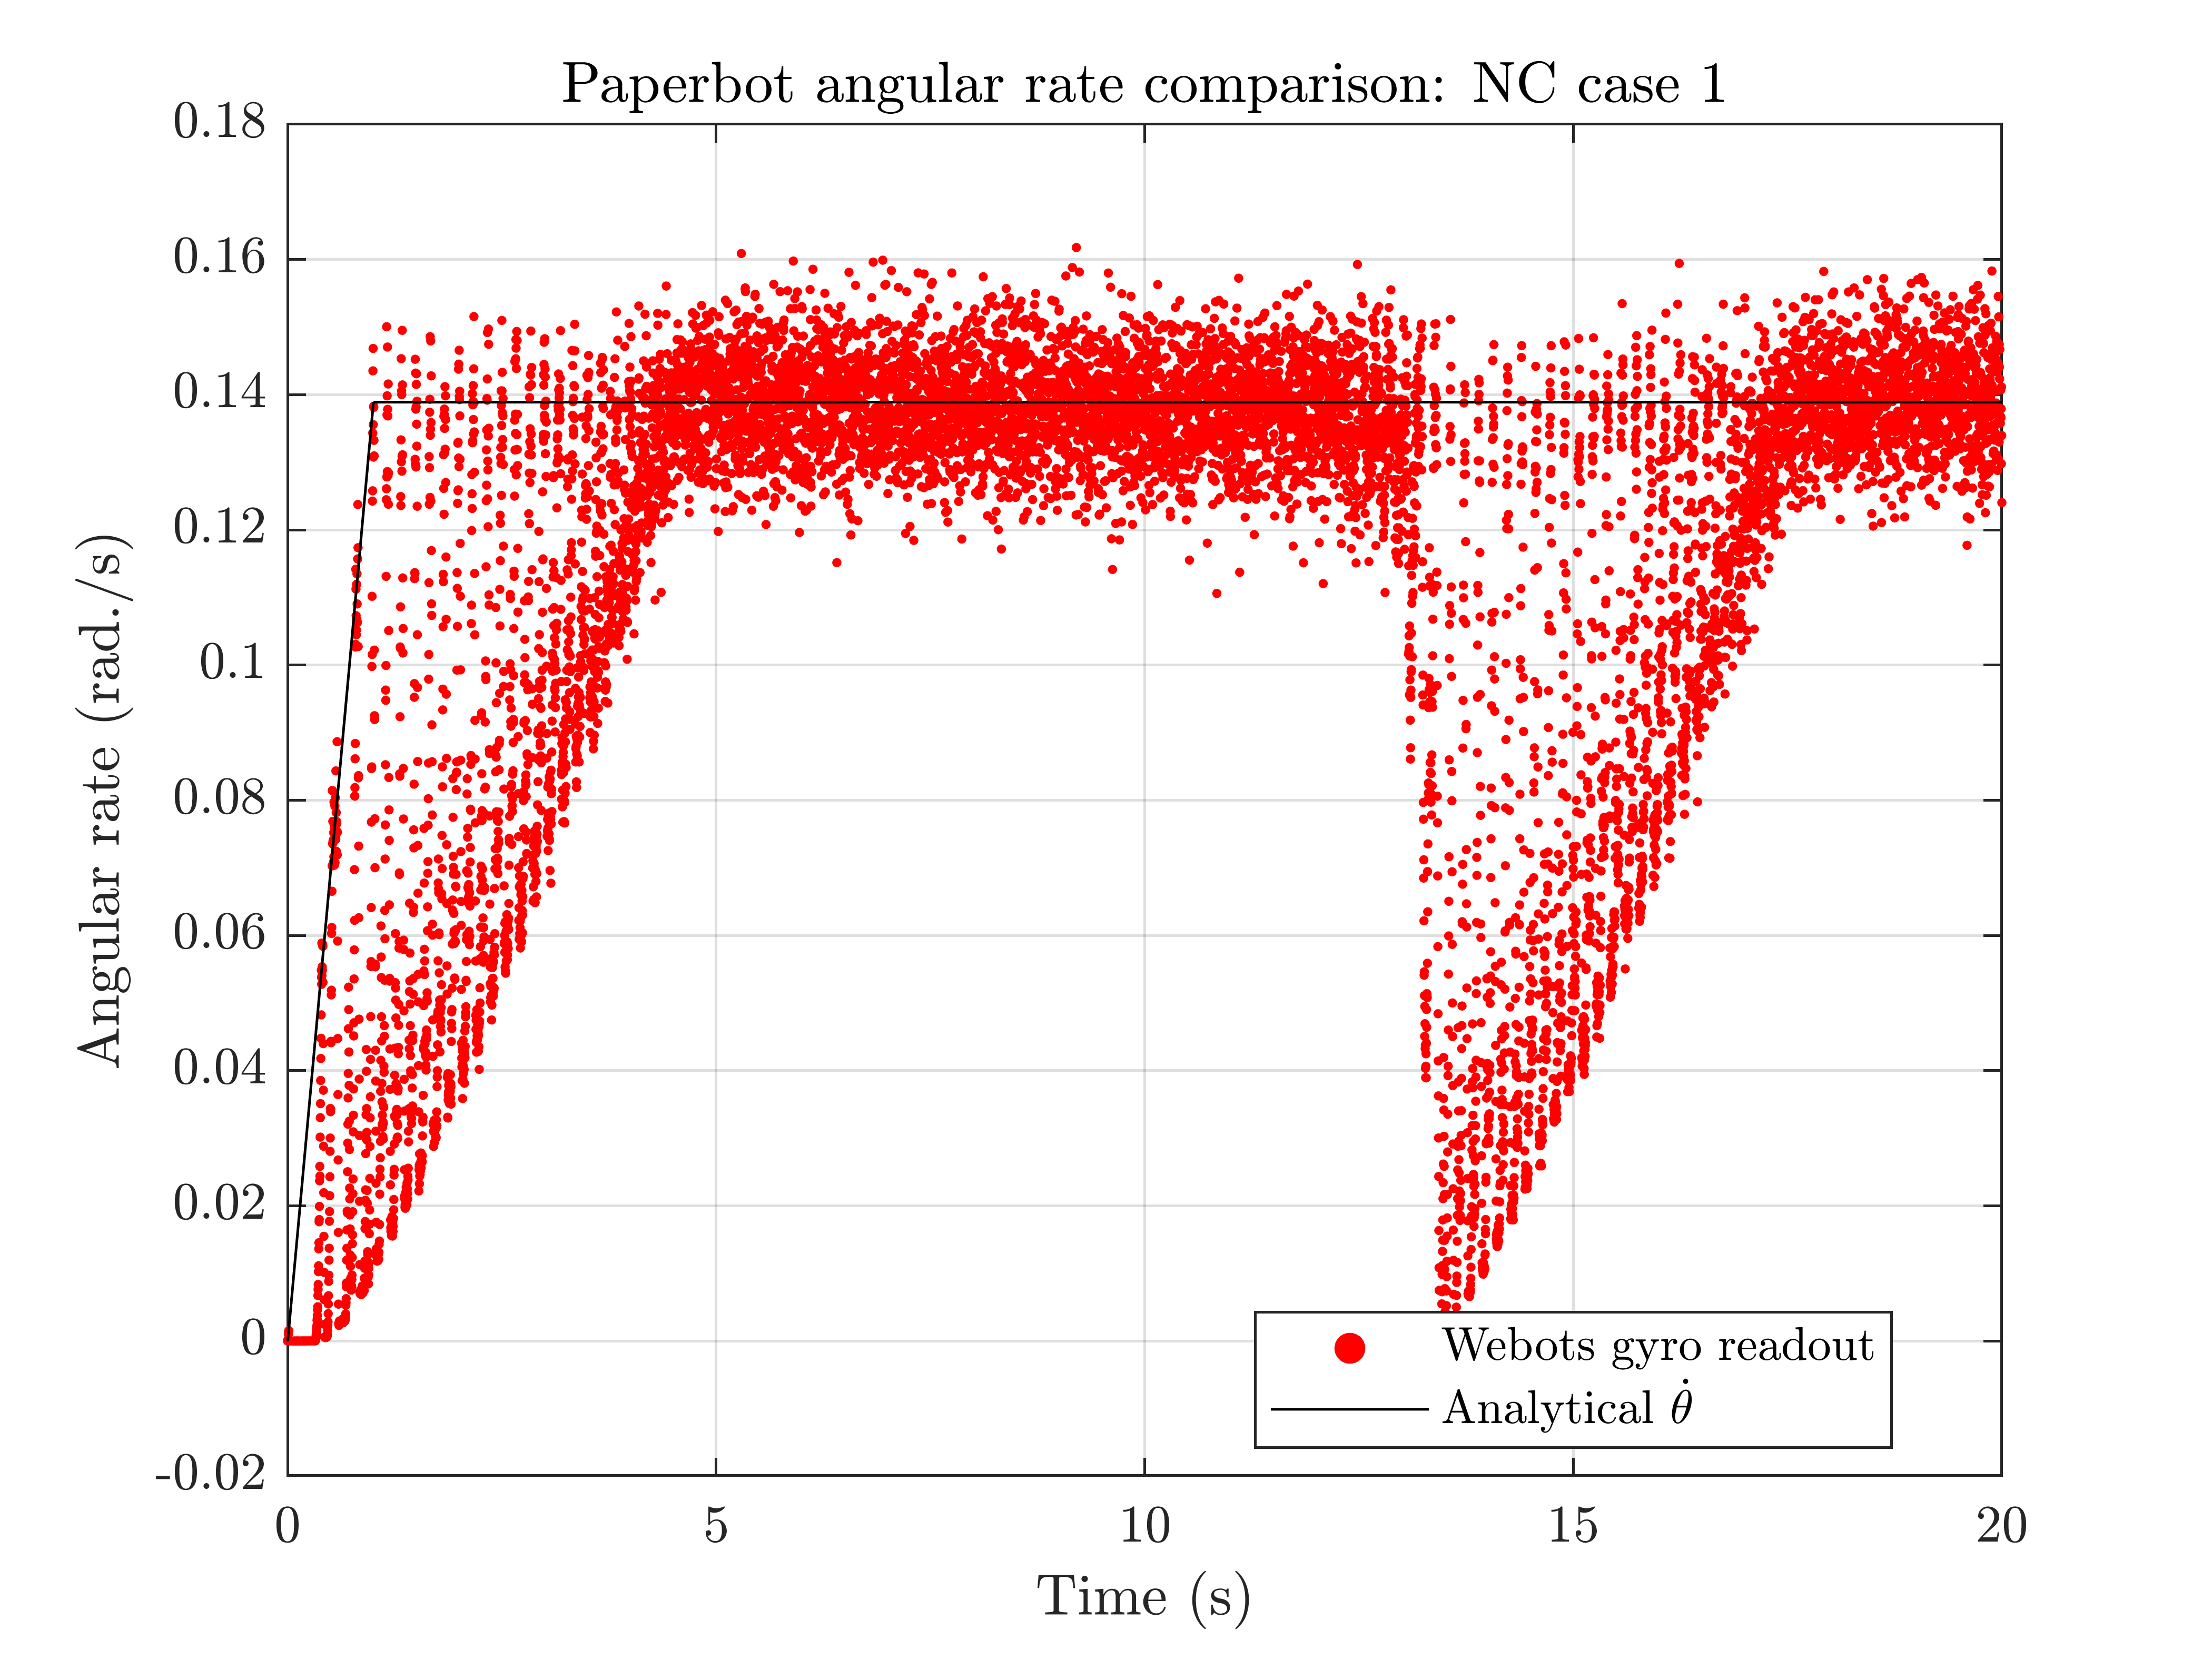 Paperbot angular rate comparison: NC case 1
0.18
0.16
0.14
0.12
0.1
0.08
0.06
0.04
0.02
0
-0.02
Angular rate (rad./s)
0 5 10 15 20
Time (s)
Webots gyro readout
Analytical θ̇